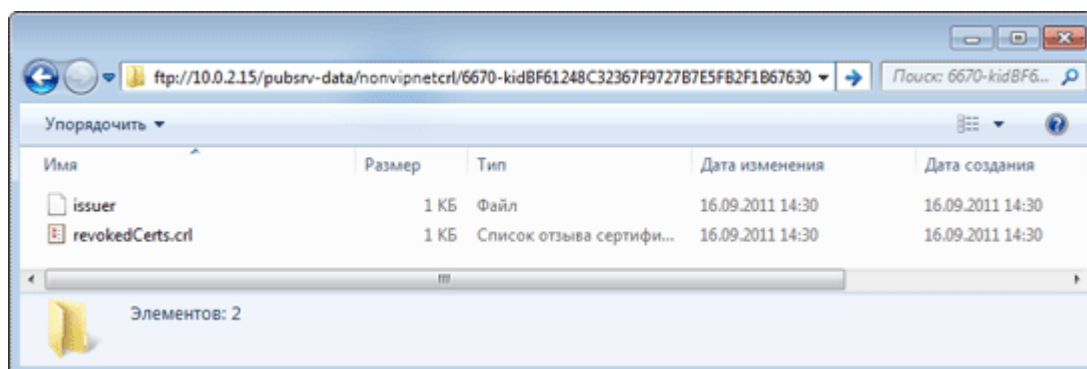 ftp://10.0.2.15/pubsrv-data/nonvipnetcrl/6670-kidBF61248C32367F9727B7E5FB2F1B67630
Поиск: 6670-kidBF6...
Упорядочить
Имя Размер Тип Дата изменения Дата создания
issuer 1 КБ Файл 16.09.2011 14:30 16.09.2011 14:30
revokedCerts.crl 1 КБ Список отзыва сертифи... 16.09.2011 14:30 16.09.2011 14:30
Элементов: 2